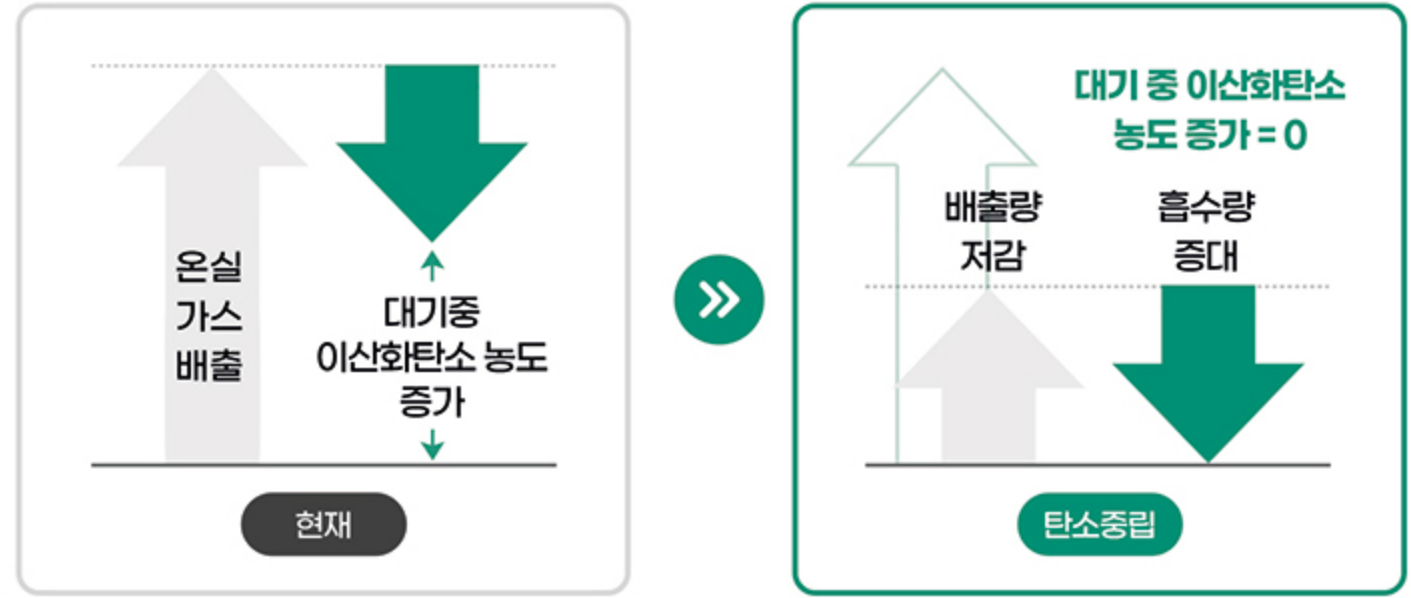 온실
가스
배출
대기중
이산화탄소 농도
증가
현재
대기 중 이산화탄소
농도 증가 = 0
배출량
저감
흡수량
증대
탄소중립